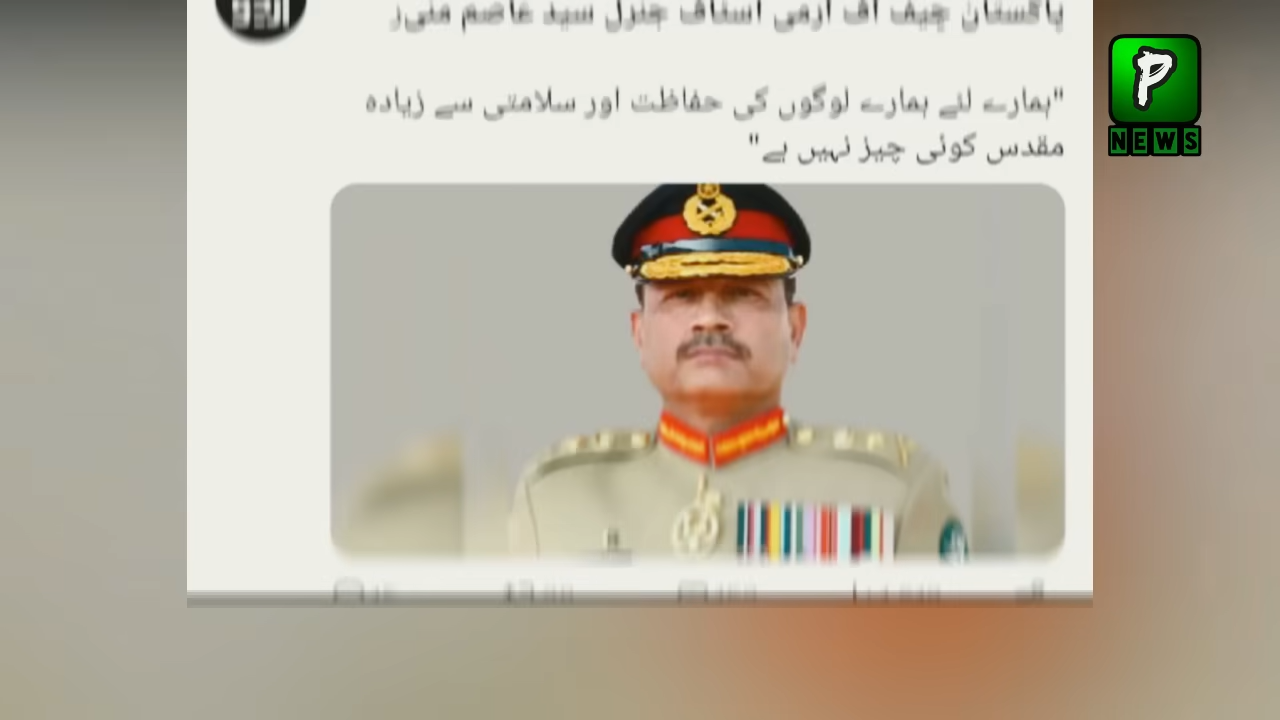 پاکستان چیف آف آرمی اسٹاف جنرل سید عاصم منیر
"ہمارے لئے ہمارے لوگوں کی حفاظت اور سلامتی سے زیادہ
مقدس کوئی چیز نہیں ہے"
P
NEWS